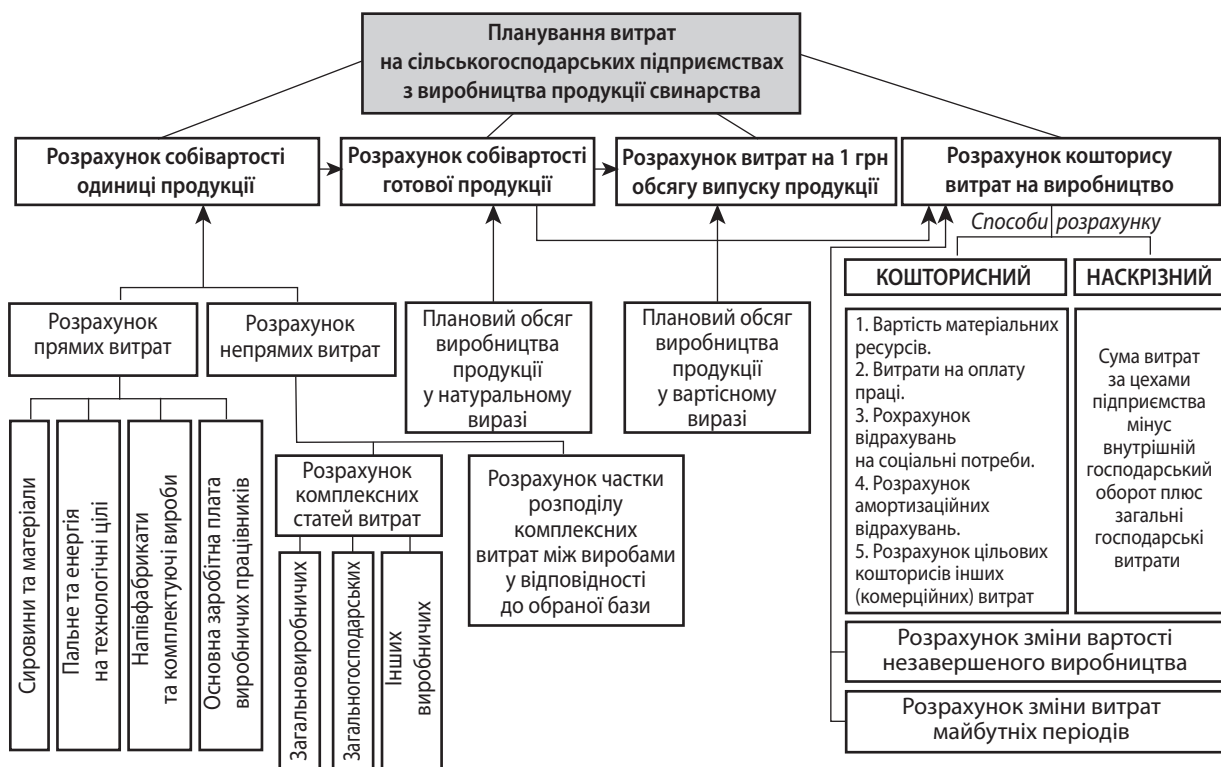 Планування витрат
на сільськогосподарських підприємствах
з виробництва продукції свинарства
Розрахунок собівартості
одиниці продукції
Розрахунок собівартості
готової продукції
Розрахунок витрат на 1 грн
обсягу випуску продукції
Розрахунок кошторису
витрат на виробництво
Способи розрахунку
КОШТОРИСНИЙ
НАСКРІЗНИЙ
Розрахунок
прямих витрат
Розрахунок
непрямих витрат
Плановий обсяг
виробництва
продукції
у натуральному
виразі
Плановий обсяг
виробництва
продукції
у вартісному
виразі
1. Вартість матеріальних
ресурсів.
2. Витрати на оплату
праці.
3. Рохрахунок
відрахувань
на соціальні потреби.
4. Розрахунок
амортизаційних
відрахувань.
5. Розрахунок цільових
кошторисів інших
(комерційних) витрат
Сума витрат
за цехами
підприємства
мінус
внутрішній
господарський
оборот плюс
загальні
господарські
витрати
Сировини та матеріали
Пальне та енергія
на технологічні цілі
Напівфабрикати
та комплектуючі вироби
Основна заробітна плата
виробничих працівників
Розрахунок
комплексних
статей витрат
Розрахунок частки
розподілу
комплексних
витрат між виробами
у відповідності
до обраної бази
Загальновиробничих
Загальногосподарських
Інших
виробничих
Розрахунок зміни вартості
незавершеного виробництва
Розрахунок зміни витрат
майбутніх періодів